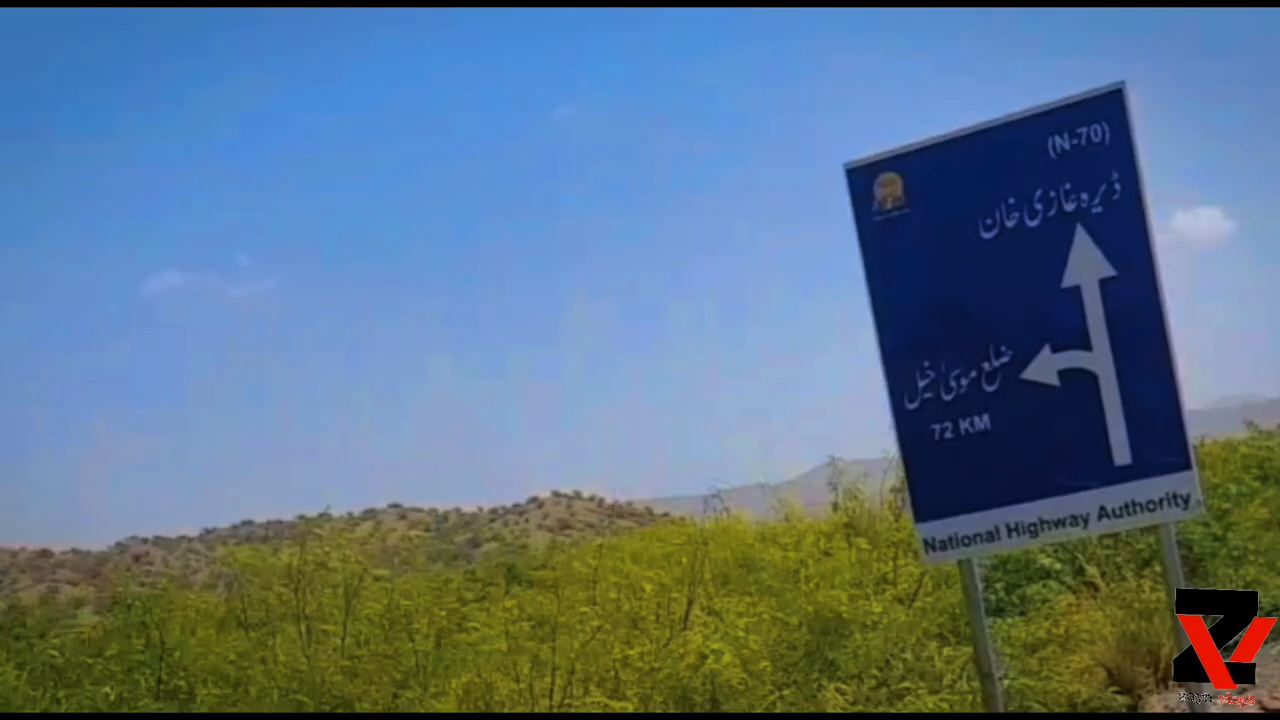 (N-70)
ڈیرہ غازی خان
ضلع موسیٰ خیل
72 KM
National Highway Authority